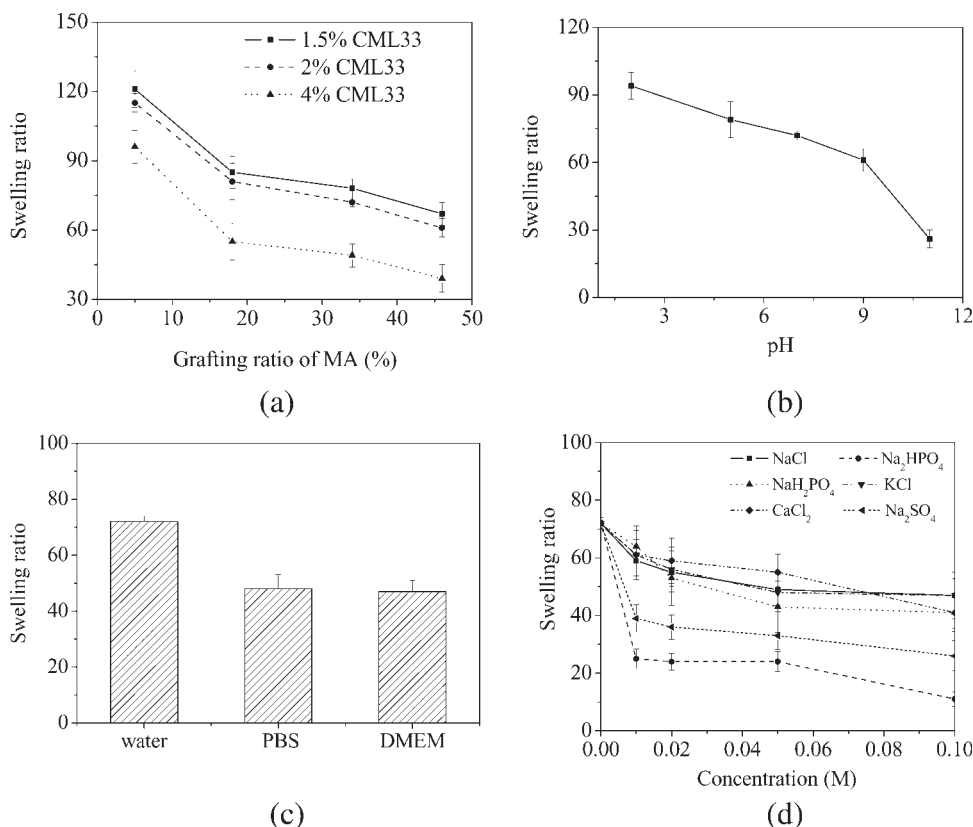 150
120
90
60
30
Swelling ratio
1.5% CML33
2% CML33
4% CML33
0 10 20 30 40 50
Grafting ratio of MA (%)
(a)
120
90
60
30
0
Swelling ratio
3 6 9 12
pH
(b)
100
80
60
40
20
0
Swelling ratio
water PBS DMEM
(c)
100
80
60
40
20
0
Swelling ratio
NaCl Na₂HPO₄
NaH₂PO₄ KCl
CaCl₂ Na₂SO₄
0.00 0.02 0.04 0.06 0.08 0.10
Concentration (M)
(d)